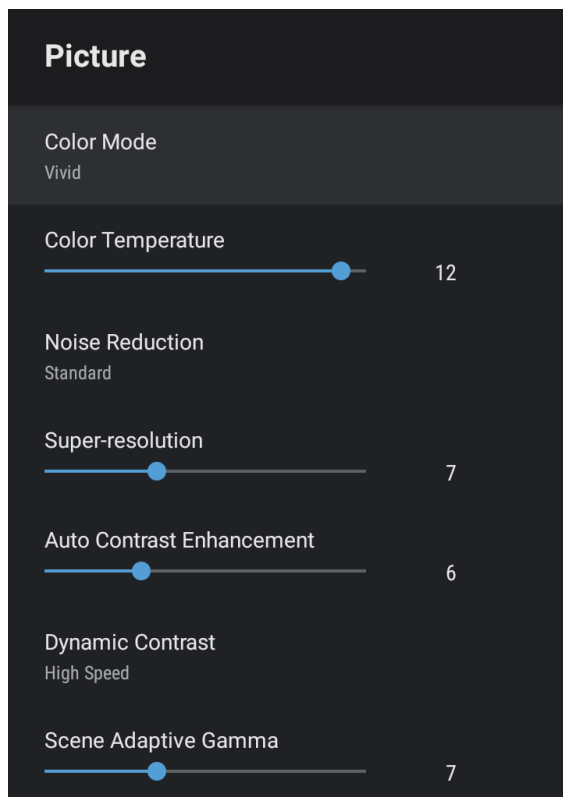 Picture
Color Mode
Vivid
Color Temperature
12
Noise Reduction
Standard
Super-resolution
7
Auto Contrast Enhancement
6
Dynamic Contrast
High Speed
Scene Adaptive Gamma
7